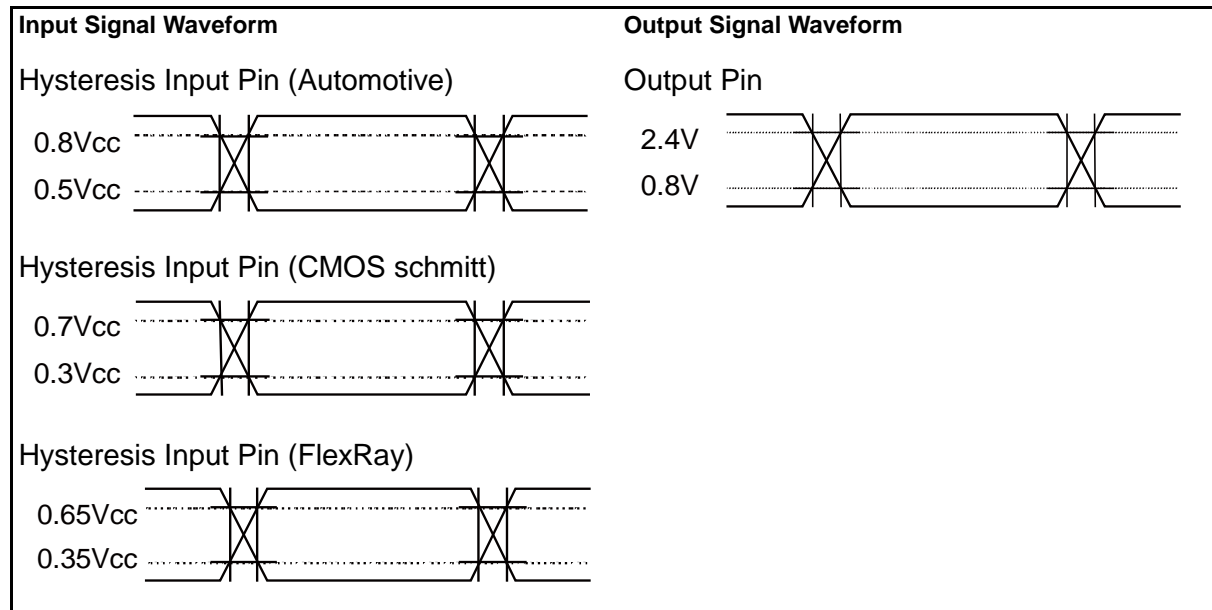 Input Signal Waveform
Hysteresis Input Pin (Automotive)
0.8Vcc
0.5Vcc
Hysteresis Input Pin (CMOS schmitt)
0.7Vcc
0.3Vcc
Hysteresis Input Pin (FlexRay)
0.65Vcc
0.35Vcc
Output Signal Waveform
Output Pin
2.4V
0.8V